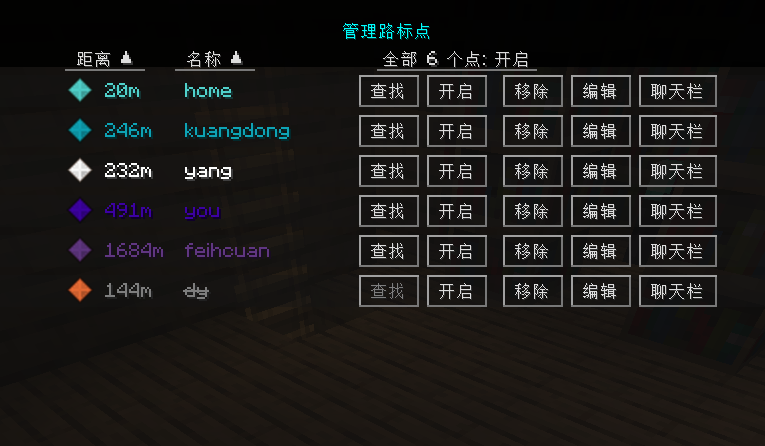 管理路标点
距离 名称 全部 6 个点: 开启
20m home 查找 开启 移除 编辑 聊天栏
246m kuangdong 查找 开启 移除 编辑 聊天栏
232m yang 查找 开启 移除 编辑 聊天栏
491m you 查找 开启 移除 编辑 聊天栏
1684m feihcuan 查找 开启 移除 编辑 聊天栏
144m dy 查找 开启 移除 编辑 聊天栏